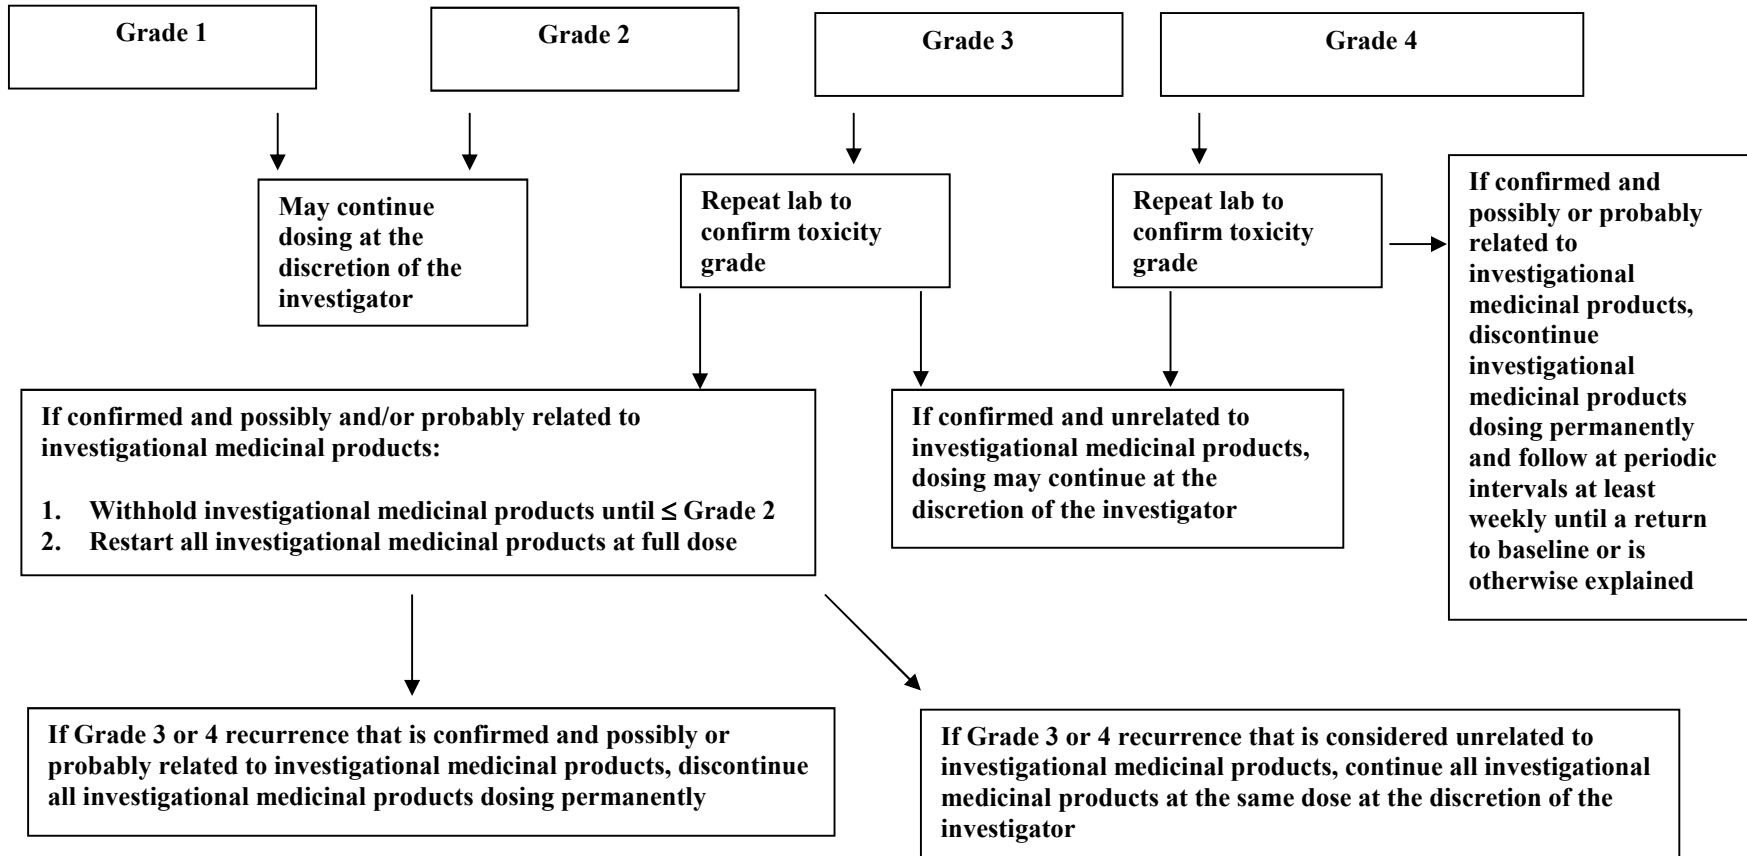 Grade 1
Grade 2
Grade 3
Grade 4
May continue
dosing at the
discretion of the
investigator
Repeat lab to
confirm toxicity
grade
Repeat lab to
confirm toxicity
grade
If confirmed and
possibly or probably
related to
investigational
medicinal products,
discontinue
investigational
medicinal products
dosing permanently
and follow at periodic
intervals at least
weekly until a return
to baseline or is
otherwise explained
If confirmed and possibly and/or probably related to
investigational medicinal products:
1. Withhold investigational medicinal products until ≤ Grade 2
2. Restart all investigational medicinal products at full dose
If confirmed and unrelated to
investigational medicinal products,
dosing may continue at the
discretion of the investigator
If Grade 3 or 4 recurrence that is confirmed and possibly or
probably related to investigational medicinal products, discontinue
all investigational medicinal products dosing permanently
If Grade 3 or 4 recurrence that is considered unrelated to
investigational medicinal products, continue all investigational
medicinal products at the same dose at the discretion of the
investigator